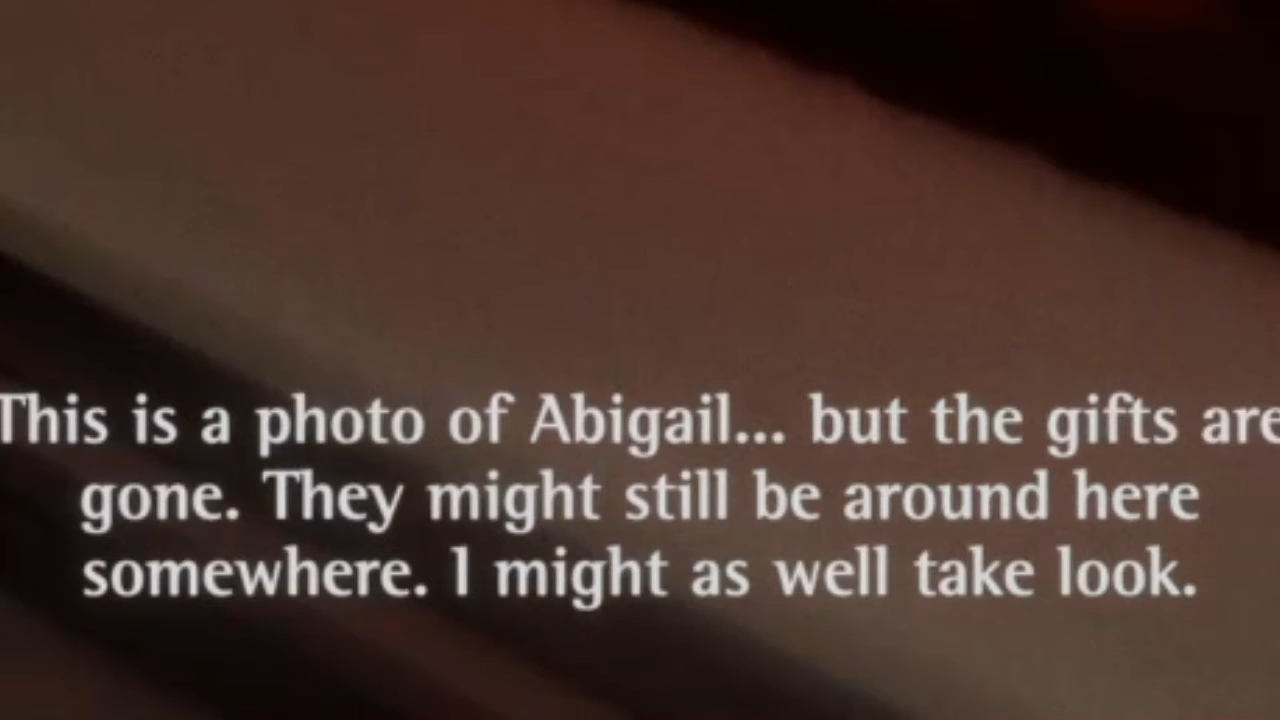 This is a photo of Abigail... but the gifts are
gone. They might still be around here
somewhere. I might as well take look.